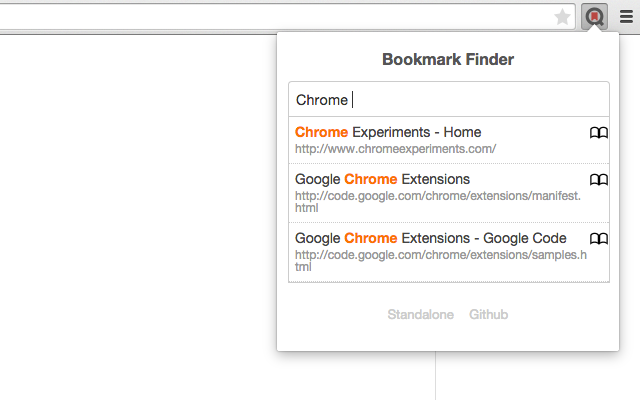 Bookmark Finder
Chrome
Chrome Experiments - Home
http://www.chromeexperiments.com/
Google Chrome Extensions
http://code.google.com/chrome/extensions/manifest.
html
Google Chrome Extensions - Google Code
http://code.google.com/chrome/extensions/samples.h
tml
Standalone Github